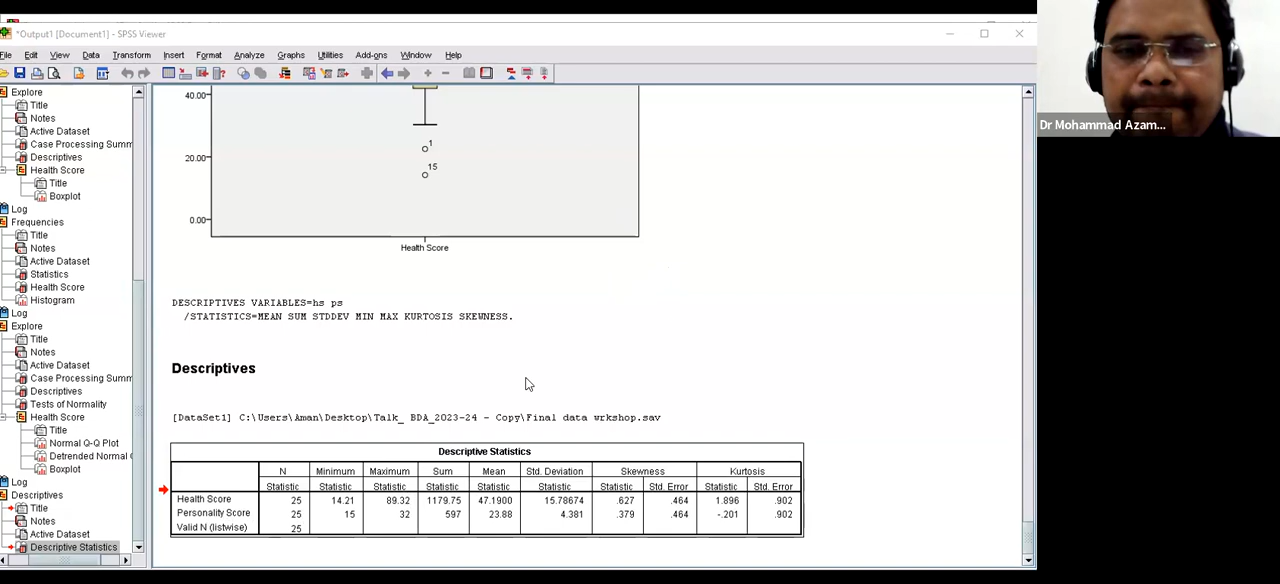 *Output1 [Document1] - SPSS Viewer
File Edit View Data Transform Insert Format Analyze Graphs Utilities Add-ons Window Help
Explore
Title
Notes
Active Dataset
Case Processing Summ
Descriptives
Health Score
Title
Boxplot
Log
Frequencies
Title
Notes
Active Dataset
Statistics
Health Score
Histogram
Log
Explore
Title
Notes
Active Dataset
Case Processing Summ
Descriptives
Tests of Normality
Health Score
Title
Normal Q-Q Plot
Detrended Normal
Boxplot
Log
Descriptives
Title
Notes
Active Dataset
Descriptive Statistics
40.00
20.00
0.00
1
15
Health Score
DESCRIPTIVES VARIABLES=hs ps
/STATISTICS=MEAN SUM STDDEV MIN MAX KURTOSIS SKEWNESS.
Descriptives
[DataSet1] C:\Users\Aman\Desktop\Talk_ BDA_2023-24 - Copy\Final data wrkshop.sav
Descriptive Statistics
N Minimum Maximum Sum Mean Std. Deviation Skewness Kurtosis
Statistic Statistic Statistic Statistic Statistic Statistic Statistic Std. Error Statistic Std. Error
Health Score 25 14.21 89.32 1179.75 47.1900 15.78674 .627 .464 1.896 .902
Personality Score 25 15 32 597 23.88 4.381 .379 .464 -.201 .902
Valid N (listwise) 25
Dr Mohammad Azam...